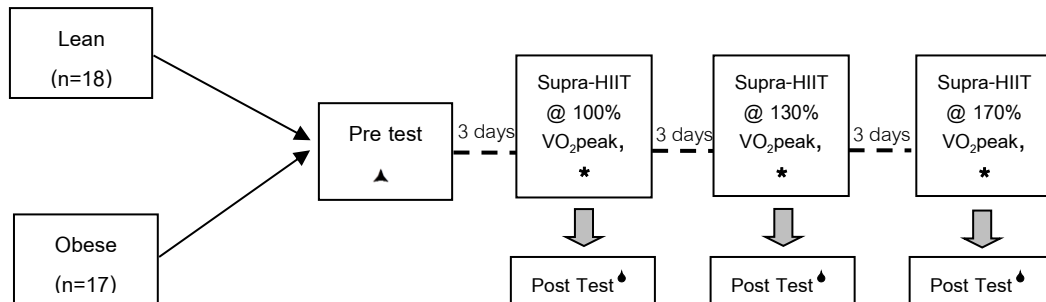 Lean
(n=18)
Obese
(n=17)
Pre test
3 days
Supra-HIIT
@ 100%
VO₂peak,
*
3 days
Supra-HIIT
@ 130%
VO₂peak,
*
3 days
Supra-HIIT
@ 170%
VO₂peak,
*
Post Test
Post Test
Post Test